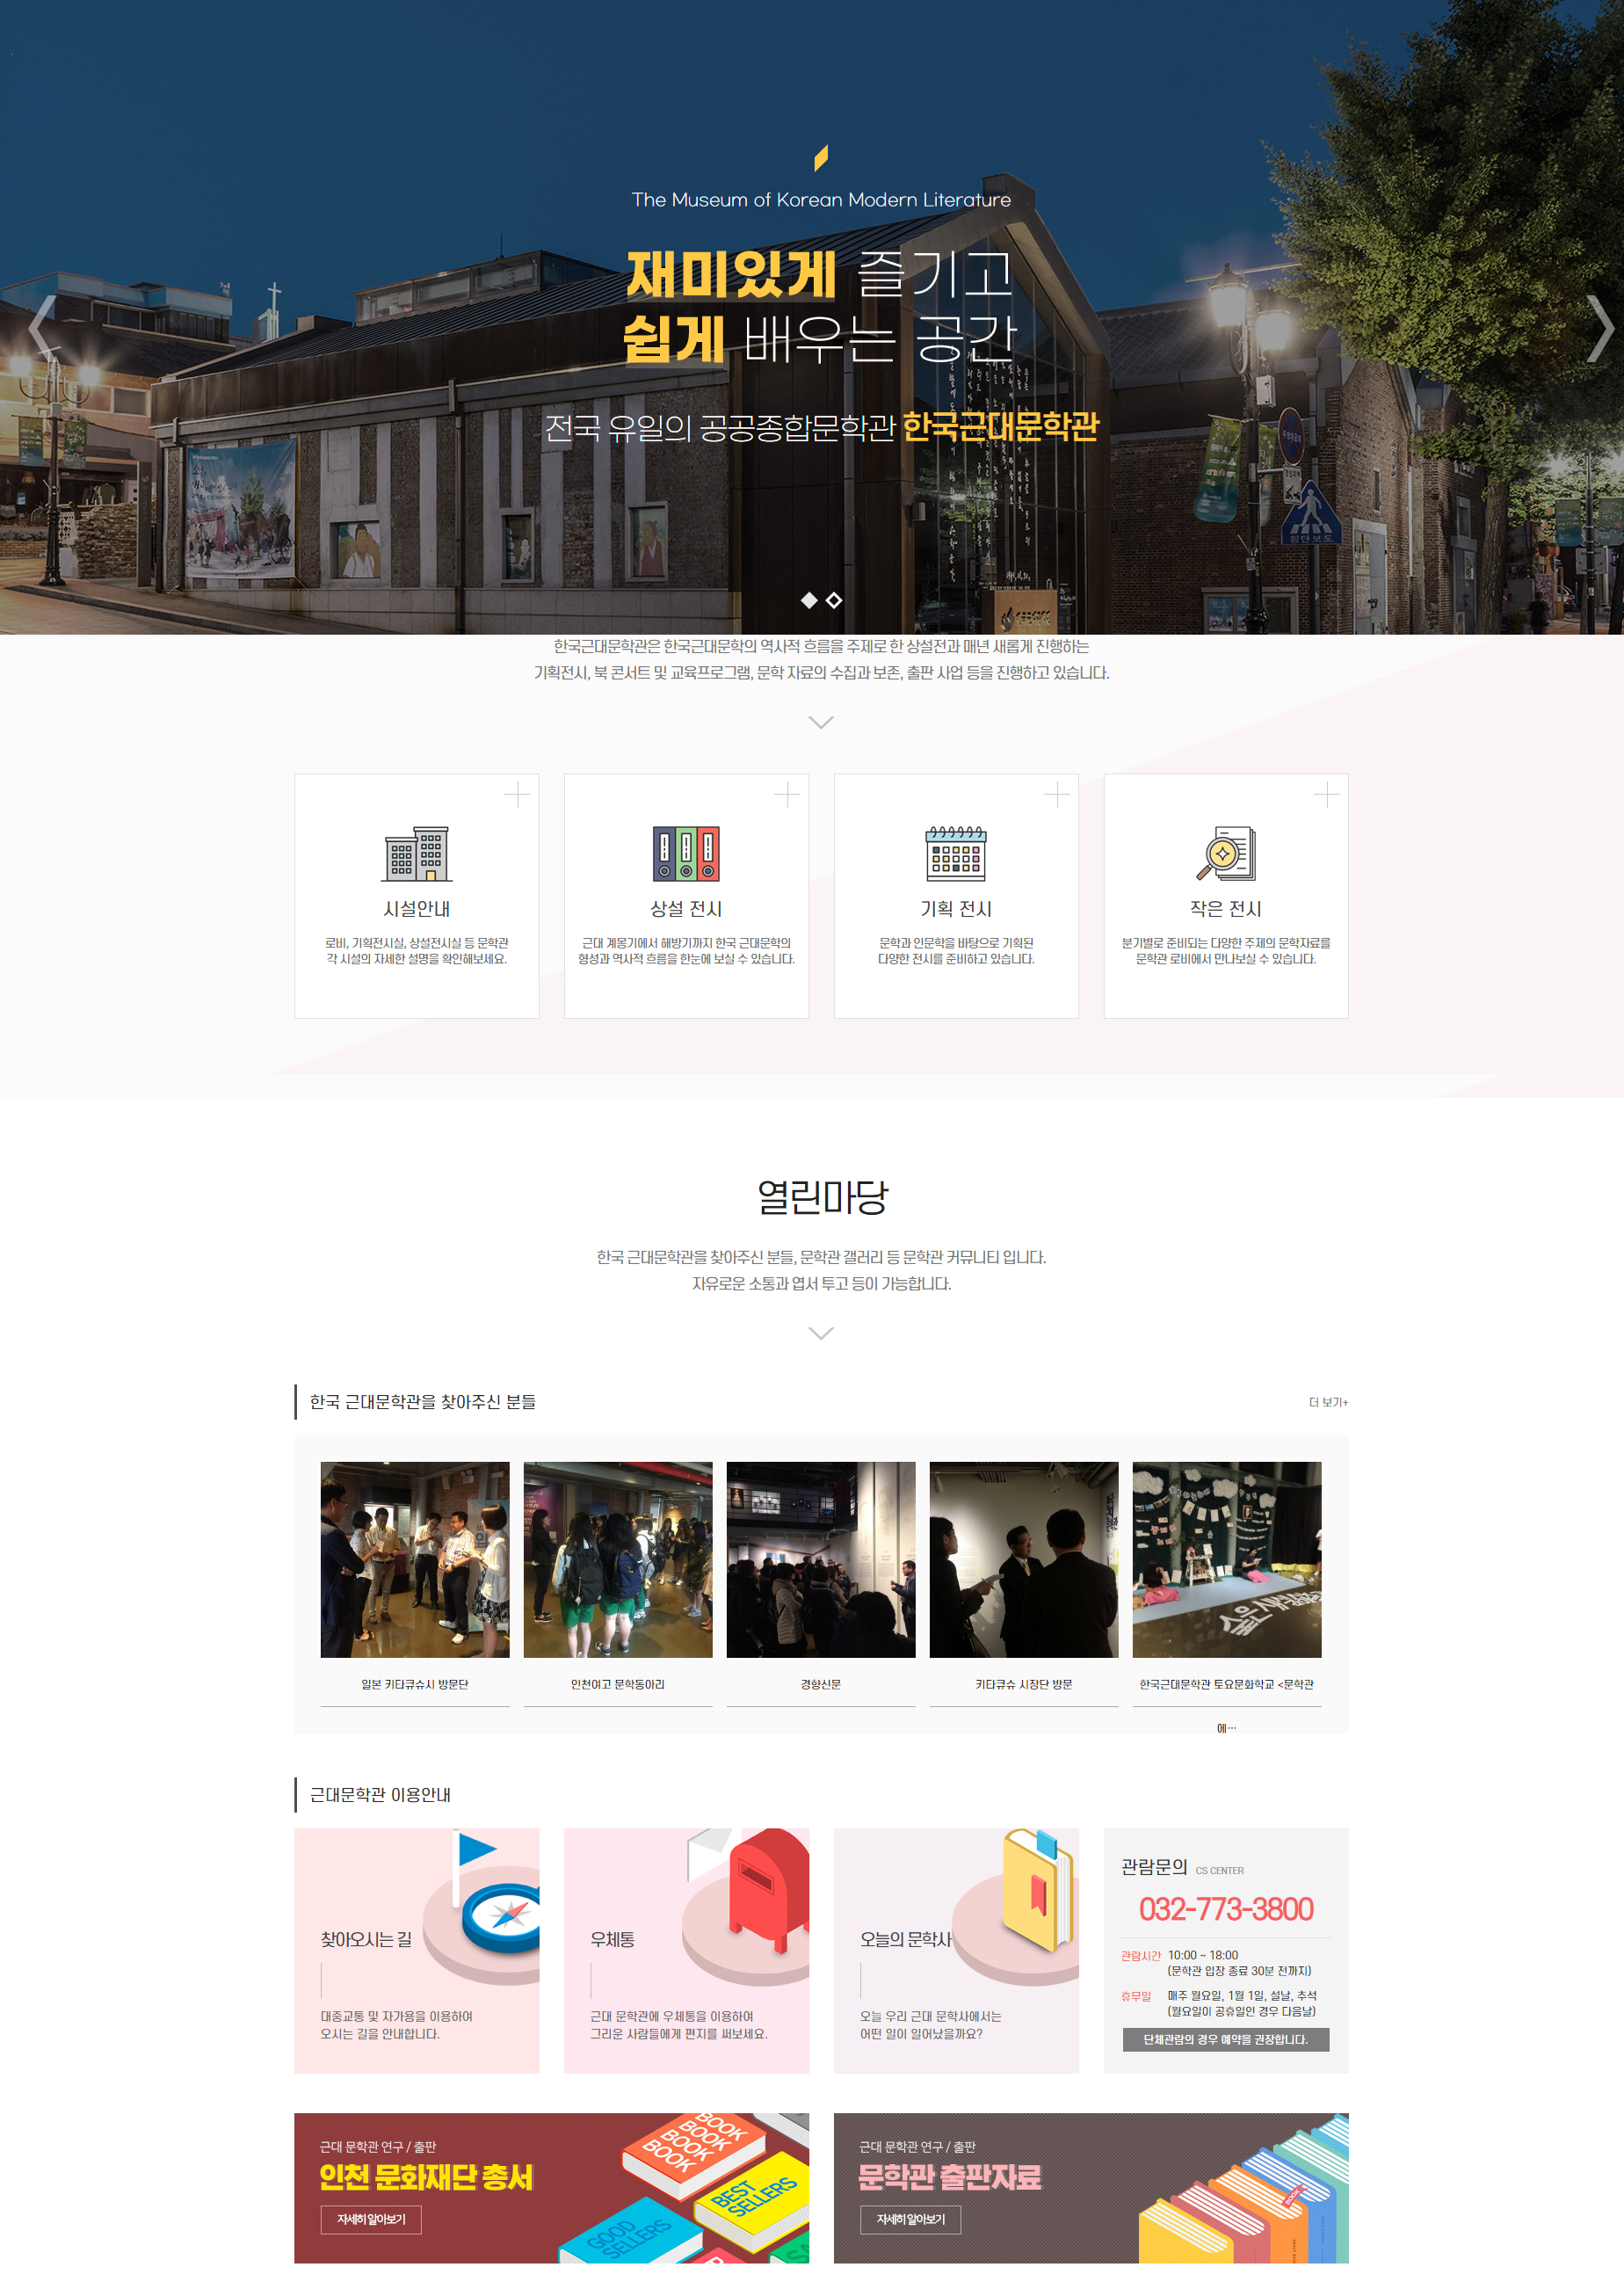 The Museum of Korean Modern Literature
재미있게 즐기고
쉽게 배우는 공간
전국 유일의 공공종합문학관 한국근대문학관
횡단보도
한국근대문학관은 한국근대문학의 역사적 흐름을 주제로 한 상설전과 매년 새롭게 진행하는
기획전시, 북 콘서트 및 교육프로그램, 문학 자료의 수집과 보존, 출판 사업 등을 진행하고 있습니다.
시설안내
로비, 기획전시실, 상설전시실 등 문학관
각 시설의 자세한 설명을 확인해보세요.
상설 전시
근대 계몽기에서 해방기까지 한국 근대문학의
형성과 역사적 흐름을 한눈에 보실 수 있습니다.
기획 전시
문학과 인문학을 바탕으로 기획된
다양한 전시를 준비하고 있습니다.
작은 전시
분기별로 준비되는 다양한 주제의 문학자료를
문학관 로비에서 만나보실 수 있습니다.
열린마당
한국 근대문학관을 찾아주신 분들, 문학관 갤러리 등 문학관 커뮤니티 입니다.
자유로운 소통과 엽서 투고 등이 가능합니다.
한국 근대문학관을 찾아주신 분들
더 보기+
일본 키타큐슈시 방문단
인천여고 문학동아리
경향신문
키타큐슈 시장단 방문
한국근대문학관 토요문화학교 <문학관
에…
근대문학관 이용안내
찾아오시는 길
대중교통 및 자가용을 이용하여
오시는 길을 안내합니다.
우체통
근대 문학관에 우체통을 이용하여
그리운 사람들에게 편지를 써보세요.
오늘의 문학사
오늘 우리 근대 문학사에서는
어떤 일이 일어났을까요?
관람문의 CS CENTER
032-773-3800
관람시간 10:00 ~ 18:00
(문학관 입장 종료 30분 전까지)
휴무일 매주 월요일, 1월 1일, 설날, 추석
(월요일이 공휴일인 경우 다음날)
단체관람의 경우 예약을 권장합니다.
근대 문학관 연구 / 출판
인천 문화재단 총서
자세히 알아보기
BOOK
BOOK
BOOK
BOOK
BEST
SELLERS
GOOD
SELLERS
근대 문학관 연구 / 출판
문학관 출판자료
자세히 알아보기
BOOK